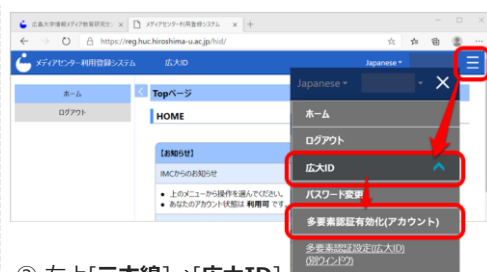 広島大学情報メディア教育研究センター
メディアセンター利用登録システム
https://reg.huc.hiroshima-u.ac.jp/hid/
メディアセンター利用登録システム 広大ID Japanese
ホーム
ログアウト
Topページ
HOME
【お知らせ】
IMCからのお知らせ
上のメニューから操作を選んでください。
あなたのアカウント状態は 利用可 です
Japanese
ホーム
ログアウト
広大ID
パスワード変更
多要素認証有効化(アカウント)
多要素認証設定(広大ID)
(別ウィンドウ)